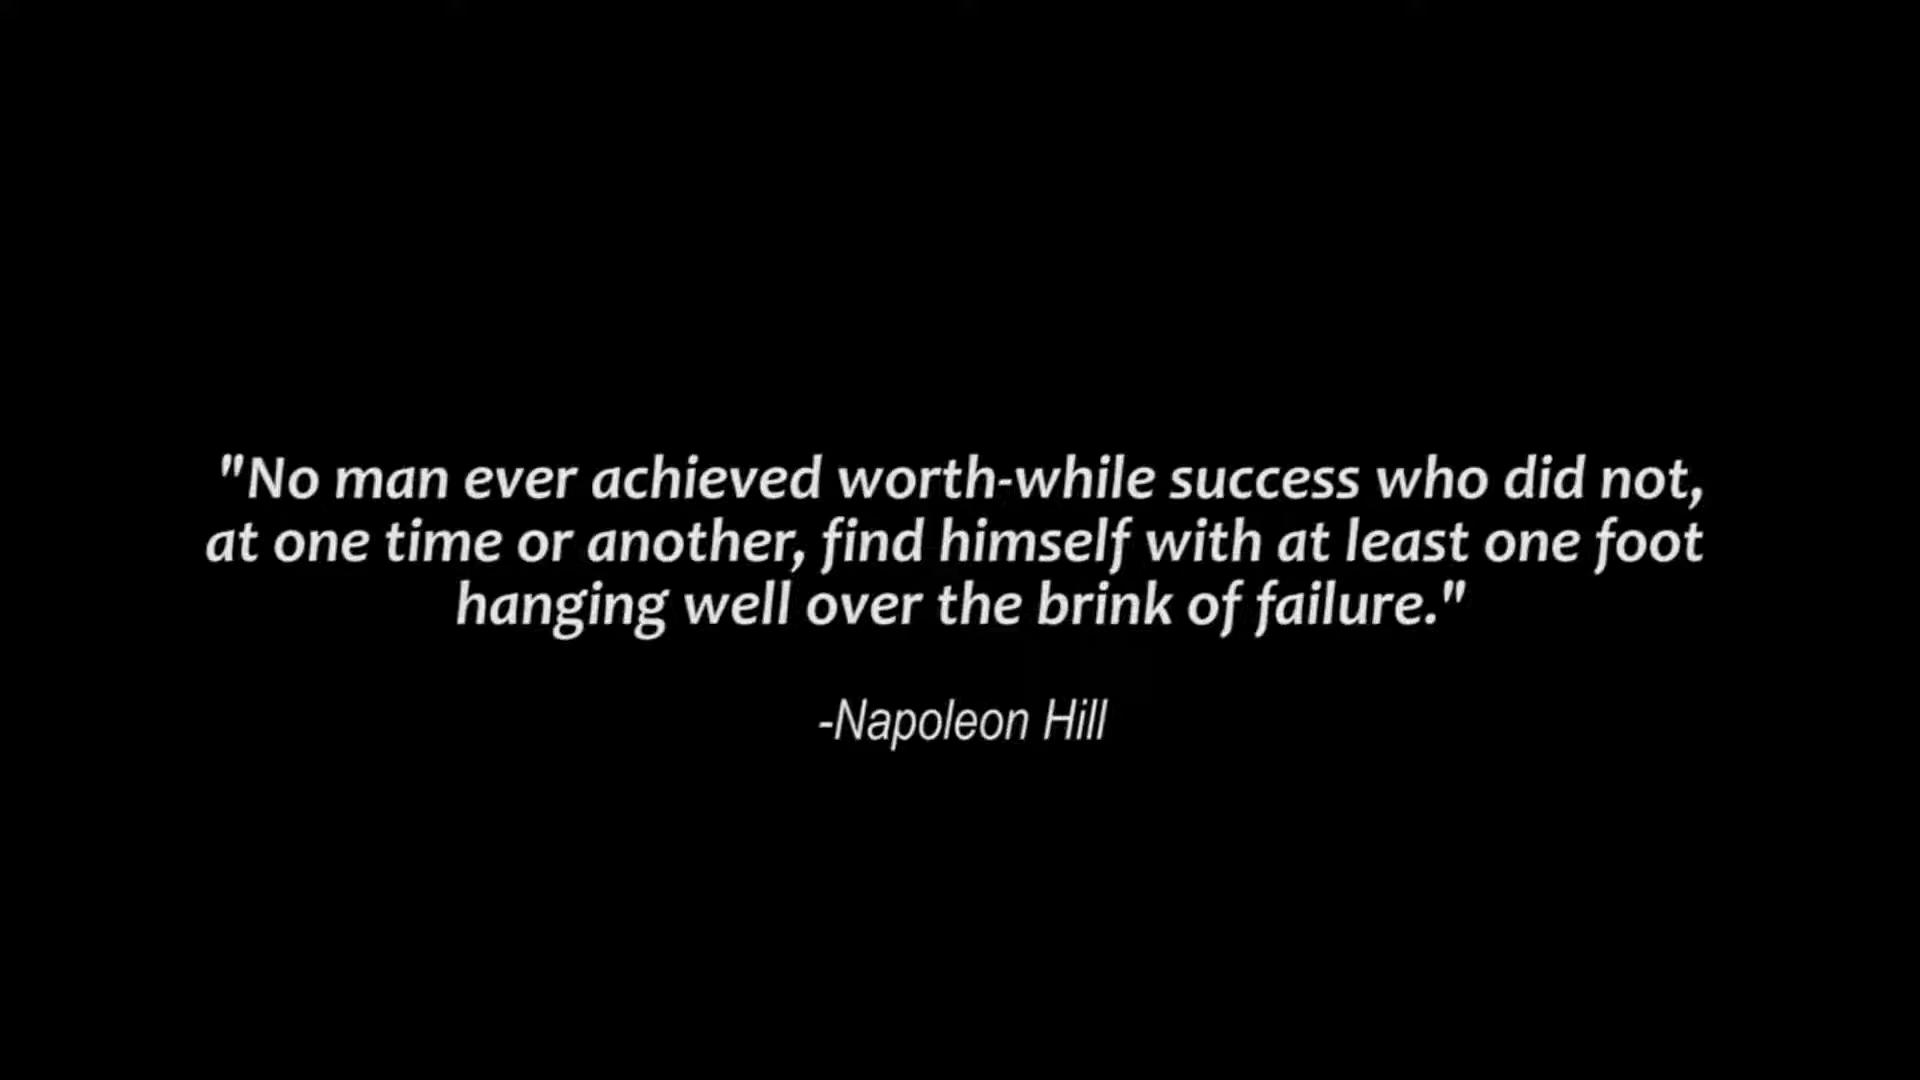 "No man ever achieved worth-while success who did not,
at one time or another, find himself with at least one foot
hanging well over the brink of failure."
-Napoleon Hill